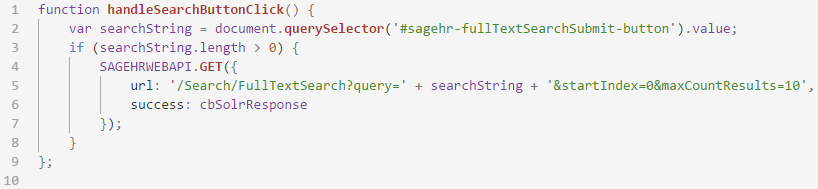 1 function handleSearchButtonClick() {
2     var searchString = document.querySelector('#sagehr-fullTextSearchSubmit-button').value;
3     if (searchString.length > 0) {
4         SAGEHRWEBAPI.GET({
5             url: '/Search/FullTextSearch?query=' + searchString + '&startIndex=0&maxCountResults=10',
6             success: cbSolrResponse
7         });
8     }
9 };
10